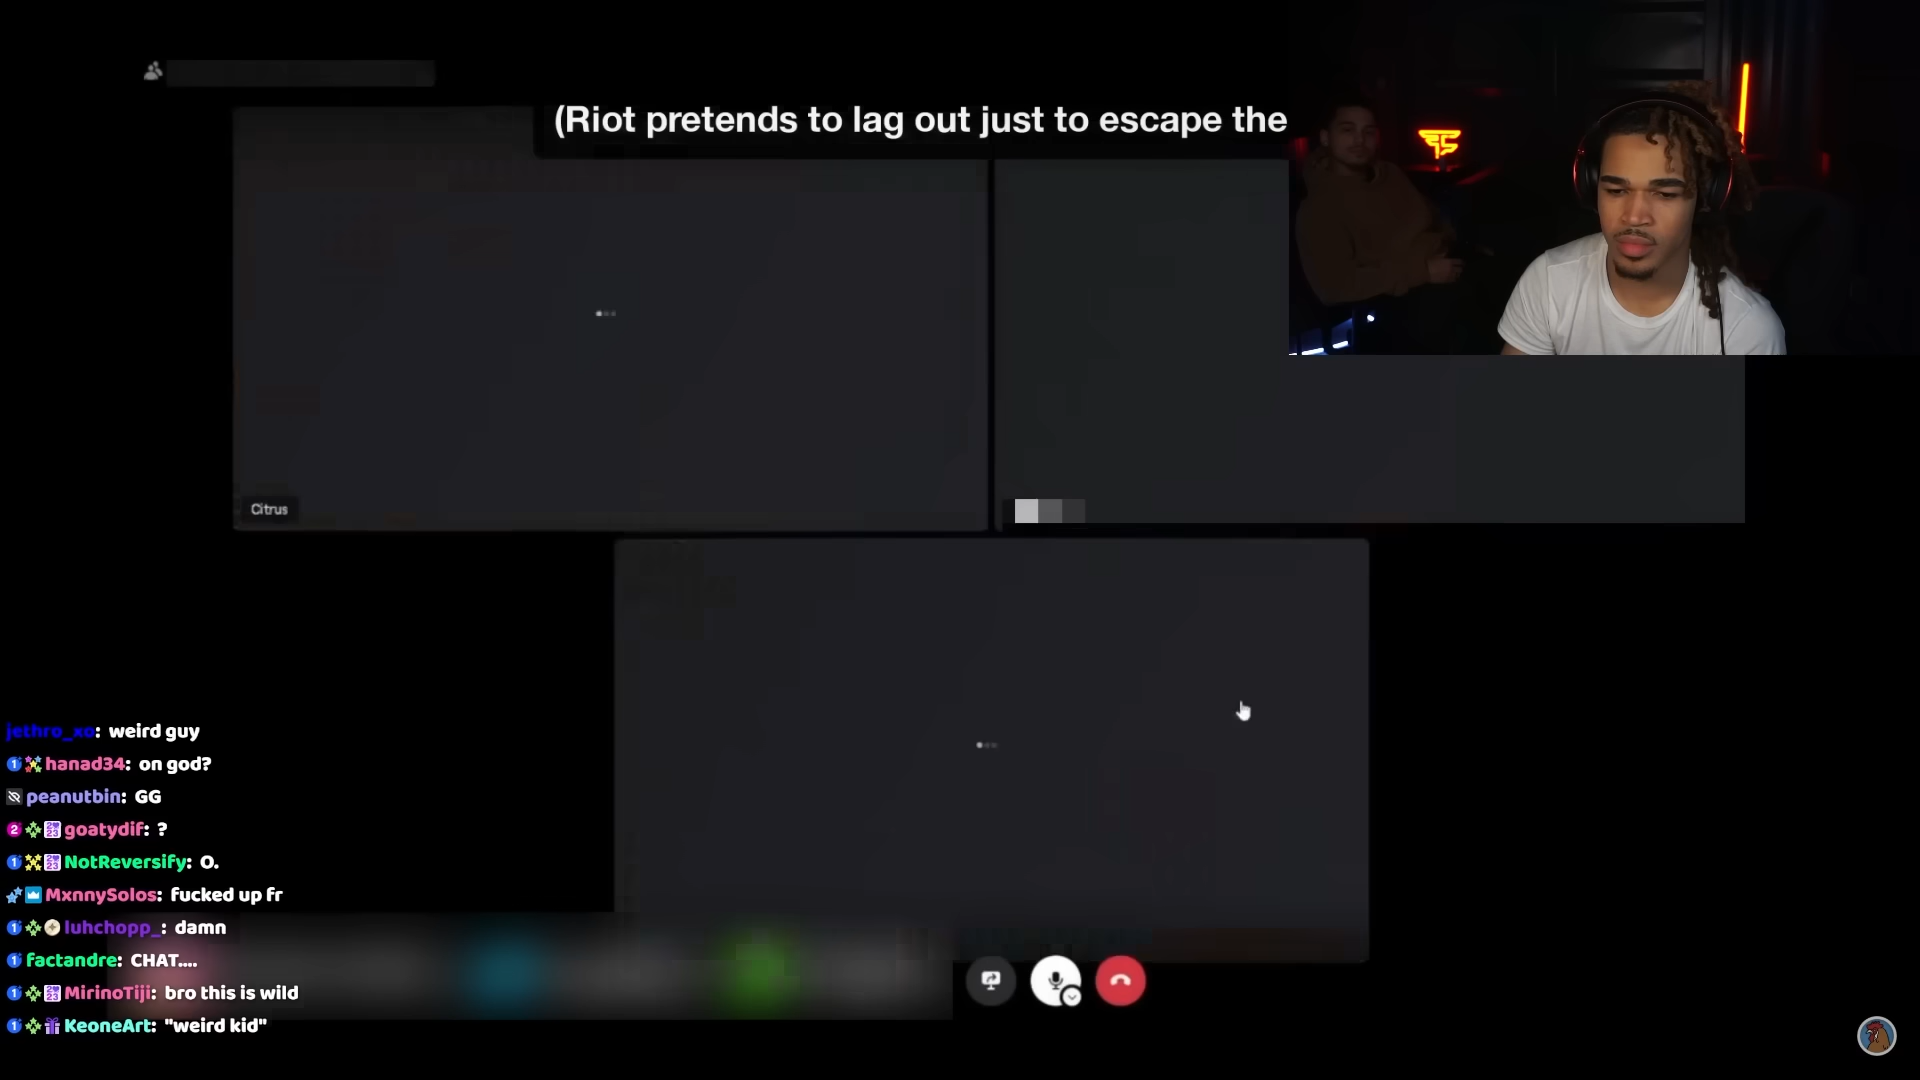 (Riot pretends to lag out just to escape the
Citrus
jethro_xo: weird guy
hanad34: on god?
peanutbin: GG
goatydif: ?
NotReversify: O.
MxnnySolos: fucked up fr
luhchopp_: damn
factandre: CHAT....
MirinoTiji: bro this is wild
KeoneArt: "weird kid"